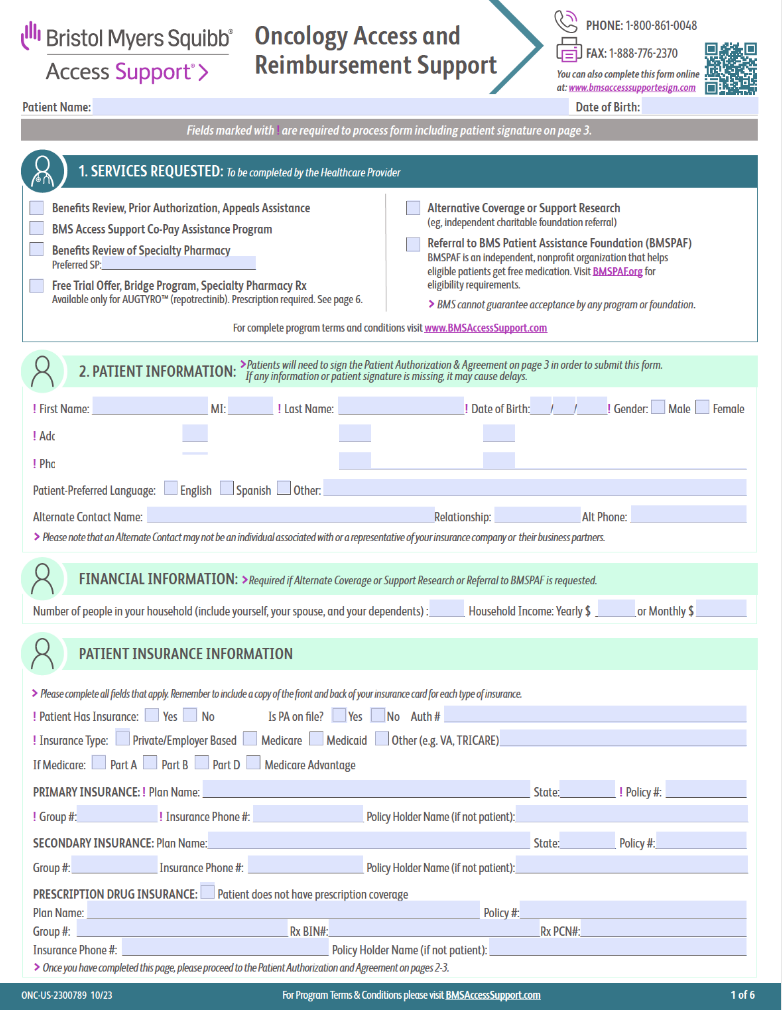 Bristol Myers Squibb®
Access Support®
Oncology Access and
Reimbursement Support
PHONE: 1-800-861-0048
FAX: 1-888-776-2370
You can also complete this form online
at: www.bmsaccesssupportesign.com
Patient Name: Date of Birth:
Fields marked with ! are required to process form including patient signature on page 3.
1. SERVICES REQUESTED: To be completed by the Healthcare Provider
Benefits Review, Prior Authorization, Appeals Assistance
BMS Access Support Co-Pay Assistance Program
Benefits Review of Specialty Pharmacy
Preferred SP:
Free Trial Offer, Bridge Program, Specialty Pharmacy Rx
Available only for AUGTYRO™ (repotrectinib). Prescription required. See page 6.
Alternative Coverage or Support Research
(eg, independent charitable foundation referral)
Referral to BMS Patient Assistance Foundation (BMSPAF)
BMSPAF is an independent, nonprofit organization that helps
eligible patients get free medication. Visit BMSPAF.org for
eligibility requirements.
> BMS cannot guarantee acceptance by any program or foundation.
For complete program terms and conditions visit www.BMSAccessSupport.com
2. PATIENT INFORMATION: >Patients will need to sign the Patient Authorization & Agreement on page 3 in order to submit this form.
If any information or patient signature is missing, it may cause delays.
! First Name: MI: ! Last Name: ! Date of Birth: / / ! Gender: Male Female
! Adc
! Phc
Patient-Preferred Language: English Spanish Other:
Alternate Contact Name: Relationship: Alt Phone:
> Please note that an Alternate Contact may not be an individual associated with or a representative of your insurance company or their business partners.
FINANCIAL INFORMATION: >Required if Alternate Coverage or Support Research or Referral to BMSPAF is requested.
Number of people in your household (include yourself, your spouse, and your dependents) : Household Income: Yearly $ or Monthly $
PATIENT INSURANCE INFORMATION
> Please complete all fields that apply. Remember to include a copy of the front and back of your insurance card for each type of insurance.
! Patient Has Insurance: Yes No Is PA on file? Yes No Auth #
! Insurance Type: Private/Employer Based Medicare Medicaid Other (e.g. VA, TRICARE)
If Medicare: Part A Part B Part D Medicare Advantage
PRIMARY INSURANCE: ! Plan Name: State: ! Policy #:
! Group #: ! Insurance Phone #: Policy Holder Name (if not patient):
SECONDARY INSURANCE: Plan Name: State: Policy #:
Group #: Insurance Phone #: Policy Holder Name (if not patient):
PRESCRIPTION DRUG INSURANCE: Patient does not have prescription coverage
Plan Name: Policy #:
Group #: Rx BIN#: Rx PCN#:
Insurance Phone #: Policy Holder Name (if not patient):
> Once you have completed this page, please proceed to the Patient Authorization and Agreement on pages 2-3.
ONC-US-2300789 10/23 For Program Terms & Conditions please visit BMSAccessSupport.com 1 of 6